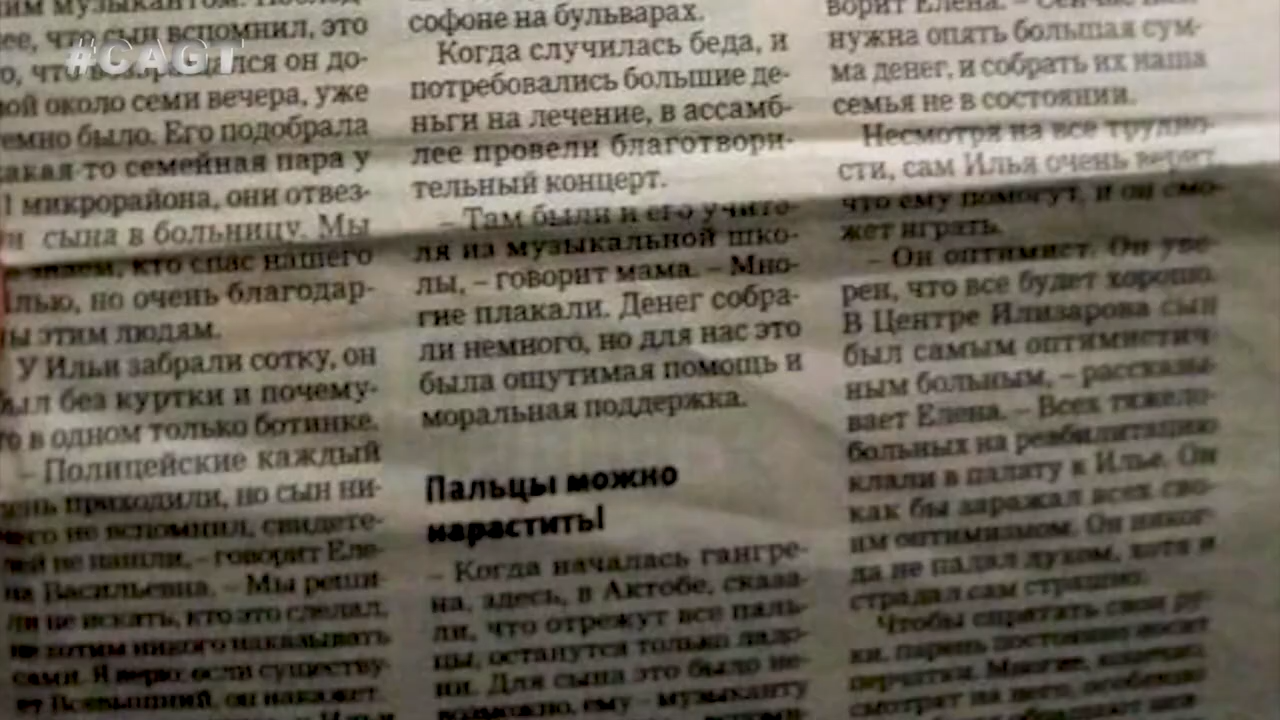 #CAGT
им музыкантом.
что сын вспомнил, это
он до-
около семи вечера, уже
было. Его подобрала
какая-то семейная пара у
1 микрорайона, они отвез-
сына в больницу. Мы
знаем, кто спас нашего
но очень благодар-
этим людям.
У Ильи забрали сотку, он
был без куртки и почему-
то в одном только ботинке.
– Полицейские каждый
приходили, но сын ни-
чего не вспомнил, свидете-
лей не нашли, – говорит Еле-
на Васильевна. – Мы реши-
ли не искать, кто это сделал,
не хотим никого наказывать
сами. Я верю: если существу-
ет Всевышний, он накажет.
софоне на бульварах.
Когда случилась беда, и
потребовались большие де-
ньги на лечение, в ассамб-
лее провели благотвори-
тельный концерт.
– Там были и его учите-
ля из музыкальной шко-
лы, – говорит мама. – Мно-
гие плакали. Денег собра-
ли немного, но для нас это
была ощутимая помощь и
моральная поддержка.
Пальцы можно
нарастить!
– Когда началась гангре-
на, здесь, в Актобе, сказа-
ли, что отрежут все паль-
цы, останутся только ладо-
ни. Для сына это было не-
возможно, ему – музыканту
ворит Елена. – Сейчас
нужна опять большая сум-
ма денег, и собрать их наша
семья не в состоянии.
Несмотря на все трудно-
сти, сам Илья очень верит,
что ему помогут, и он смо-
жет играть.
– Он оптимист. Он уве-
рен, что все будет хорошо.
В Центре Илизарова сын
был самым оптимистич-
ным больным, – рассказы-
вает Елена. – Всех тяжело-
больных на реабилитацию
клали в палату к Илье. Он
как бы заражал всех сво-
им оптимизмом. Он никог-
да не падал духом, хотя и
страдал сам страшно.
Чтобы спрятать свои ру-
ки, парень постоянно носит
перчатки. Многие, конечно,
смотрят на него, особенно